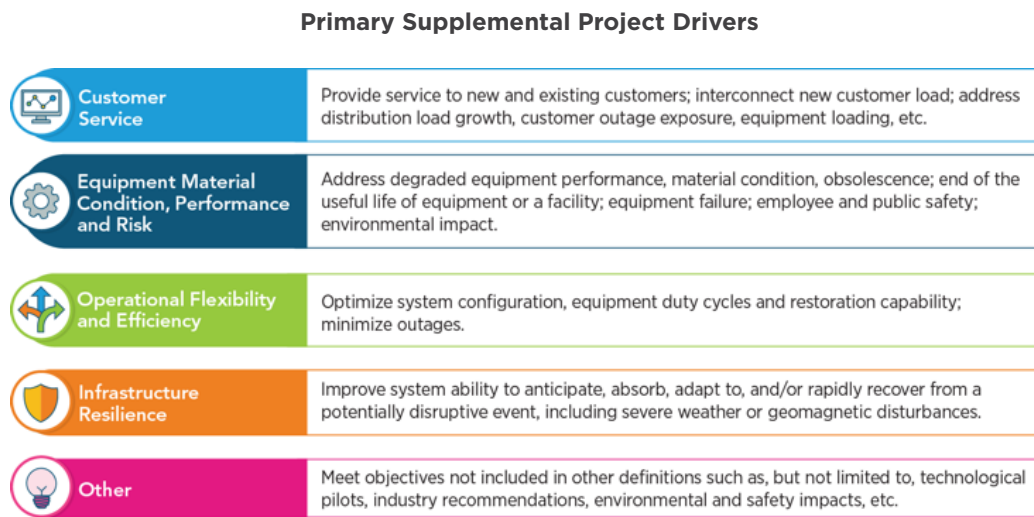 Primary Supplemental Project Drivers
Customer
Service
Provide service to new and existing customers; interconnect new customer load; address
distribution load growth, customer outage exposure, equipment loading, etc.
Equipment Material
Condition, Performance
and Risk
Address degraded equipment performance, material condition, obsolescence; end of the
useful life of equipment or a facility; equipment failure; employee and public safety;
environmental impact.
Operational Flexibility
and Efficiency
Optimize system configuration, equipment duty cycles and restoration capability;
minimize outages.
Infrastructure
Resilience
Improve system ability to anticipate, absorb, adapt to, and/or rapidly recover from a
potentially disruptive event, including severe weather or geomagnetic disturbances.
Other
Meet objectives not included in other definitions such as, but not limited to, technological
pilots, industry recommendations, environmental and safety impacts, etc.